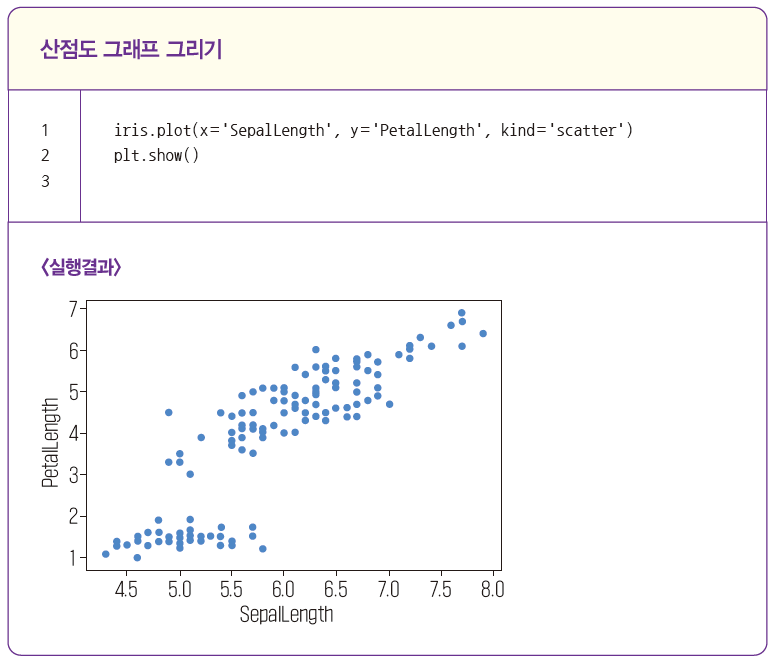 산점도 그래프 그리기
1 iris.plot(x='SepalLength', y='PetalLength', kind='scatter')
2 plt.show()
3
〈실행결과〉
7
6
5
4
3
2
1
PetalLength
4.5 5.0 5.5 6.0 6.5 7.0 7.5 8.0
SepalLength